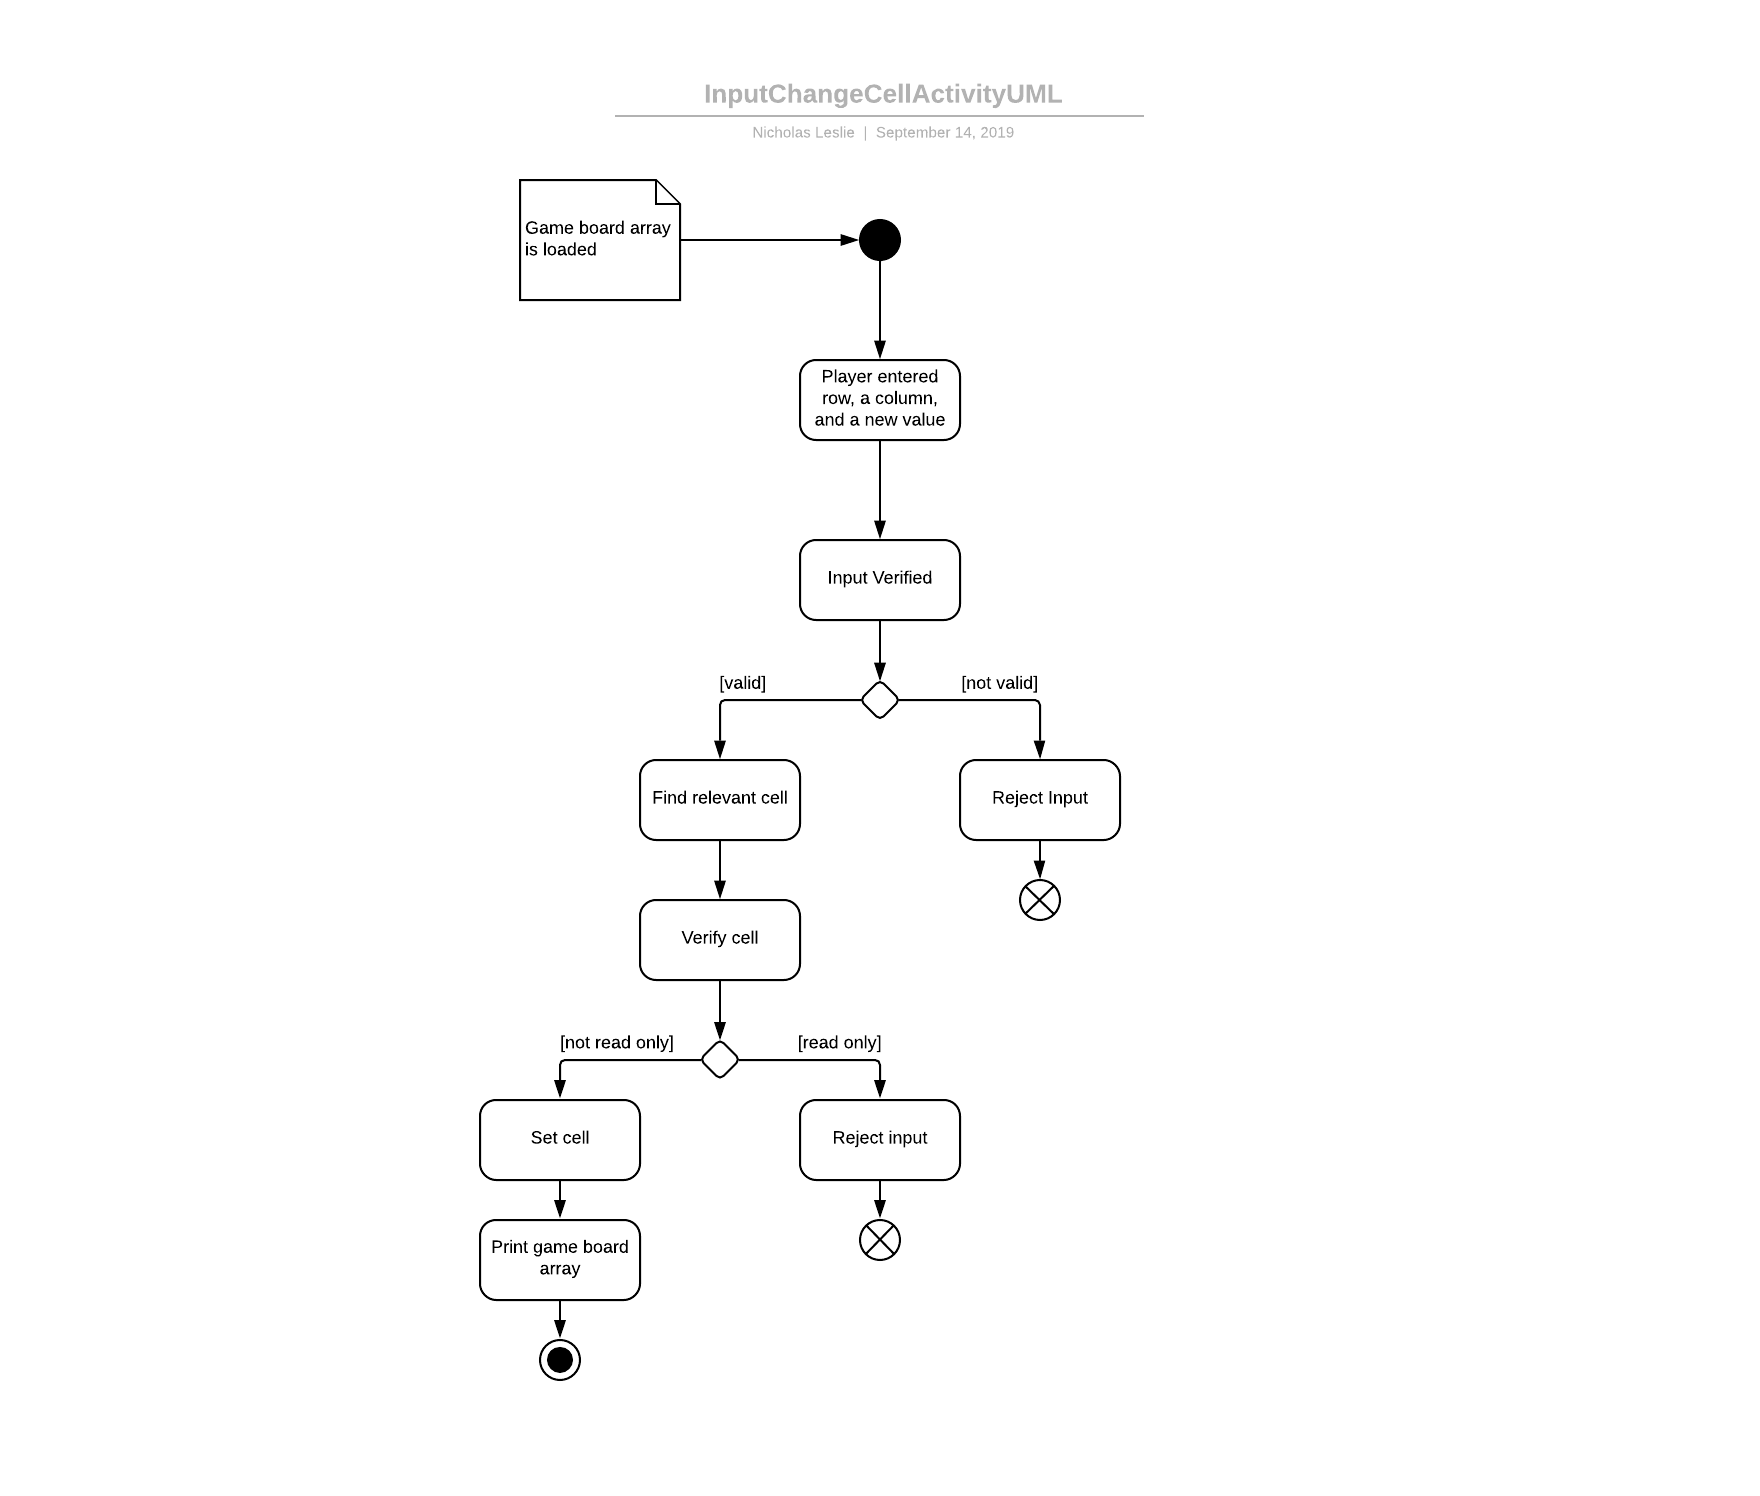 InputChangeCellActivityUML
Nicholas Leslie | September 14, 2019
Game board array
is loaded
Player entered
row, a column,
and a new value
Input Verified
[valid]
[not valid]
Find relevant cell
Reject Input
Verify cell
[not read only]
[read only]
Set cell
Reject input
Print game board
array